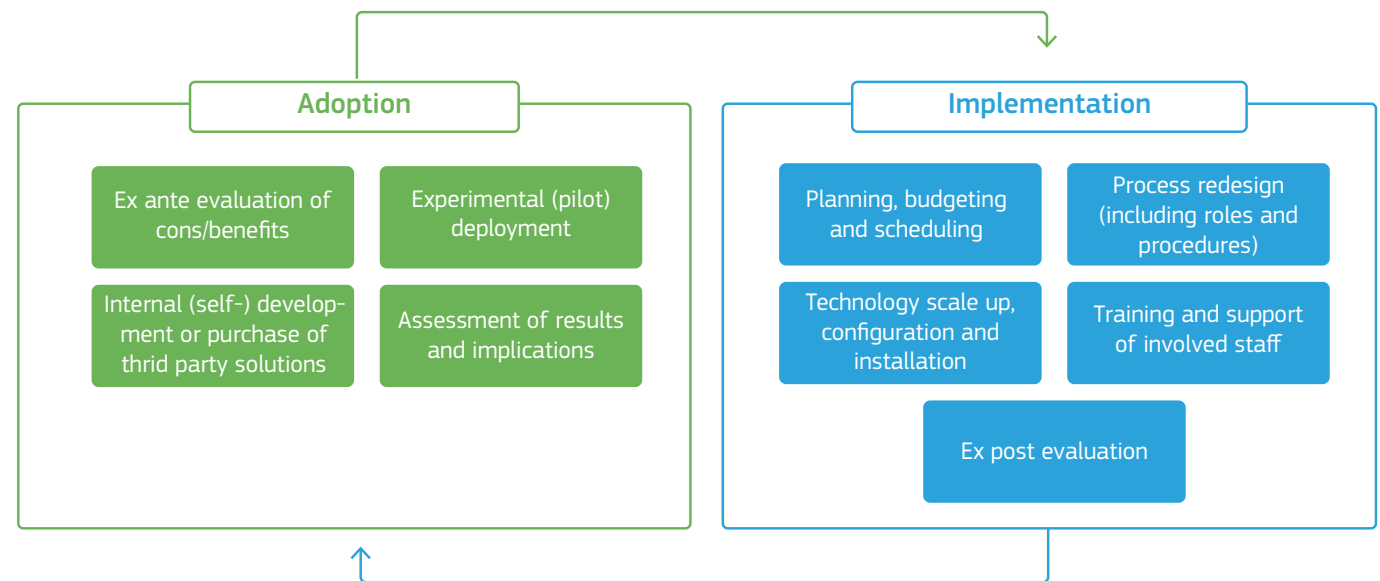 Adoption
Ex ante evaluation of
cons/benefits
Experimental (pilot)
deployment
Internal (self-) develop-
ment or purchase of
thrid party solutions
Assessment of results
and implications
Implementation
Planning, budgeting
and scheduling
Process redesign
(including roles and
procedures)
Technology scale up,
configuration and
installation
Training and support
of involved staff
Ex post evaluation